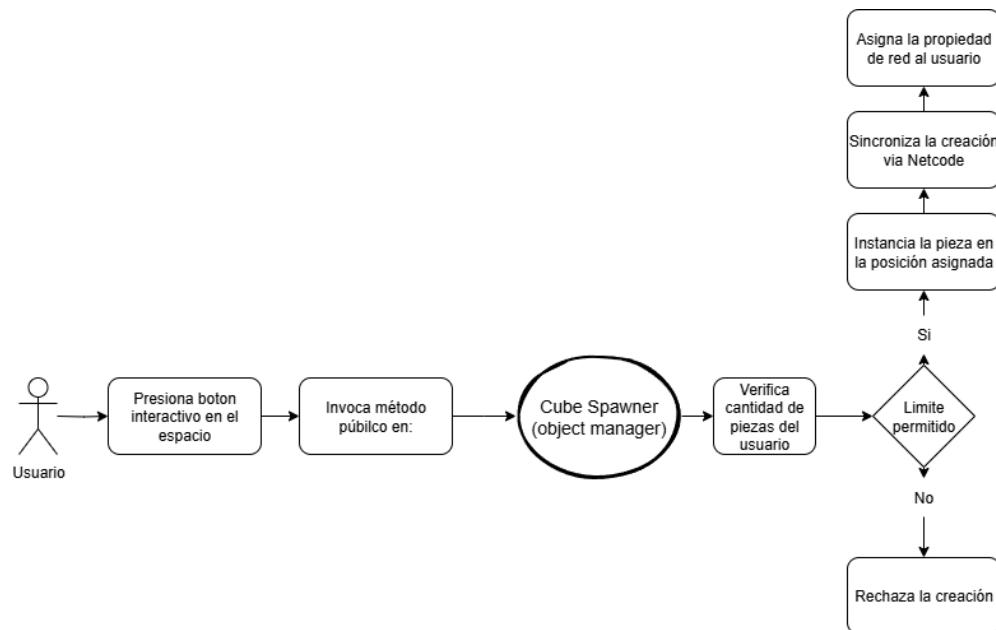 Asigna la propiedad
de red al usuario
Sincroniza la creación
via Netcode
Instancia la pieza en
la posición asignada
Si
Presiona boton
interactivo en el
espacio
Invoca método
púbilco en:
Cube Spawner
(object manager)
Verifica
cantidad de
piezas del
usuario
Limite
permitido
Usuario
No
Rechaza la creación